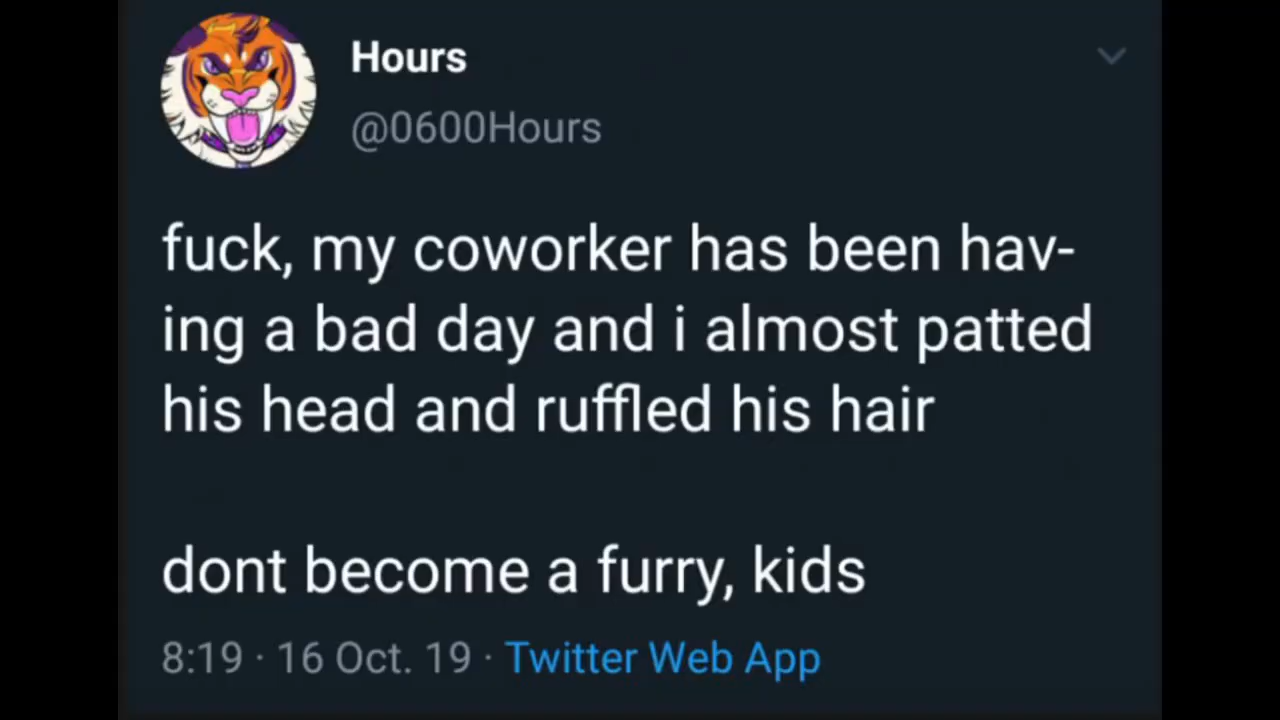 Hours
@0600Hours
fuck, my coworker has been hav-
ing a bad day and i almost patted
his head and ruffled his hair
dont become a furry, kids
8:19 · 16 Oct. 19 · Twitter Web App